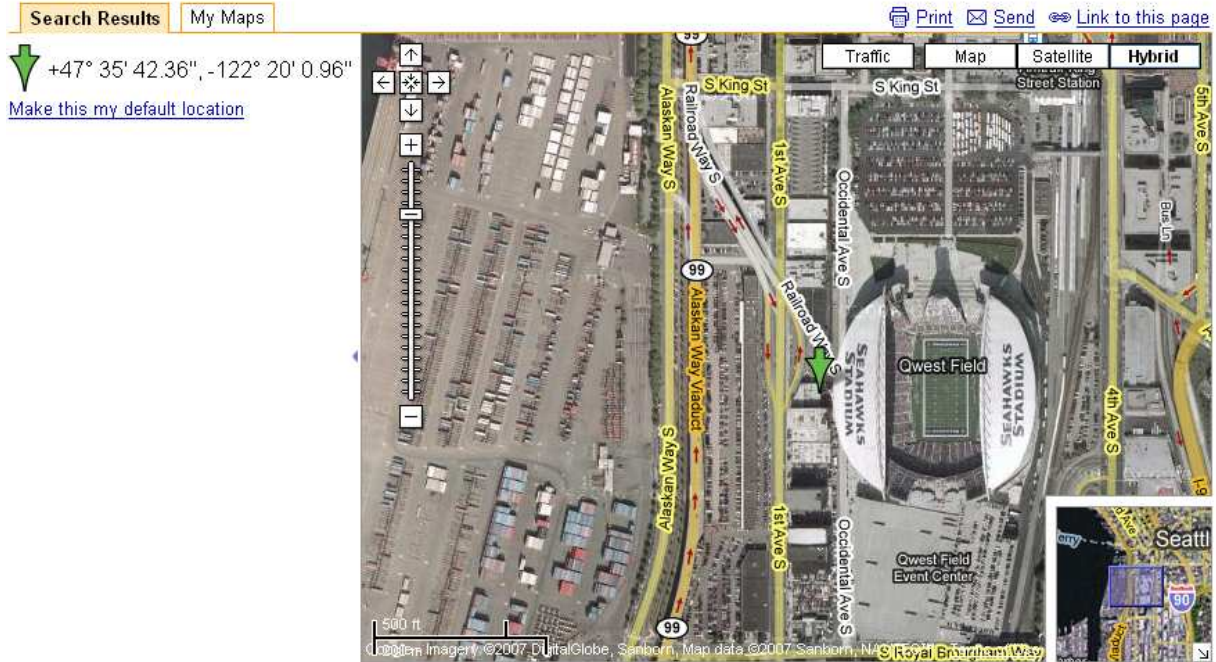 Search Results
My Maps
Print
Send
Link to this page
+47° 35' 42.36", -122° 20' 0.96"
Make this my default location
Traffic
Map
Satellite
Hybrid
99
S King St
S King St
Street Station
Alaskan Way S
Railroad Way S
1st Ave S
Occidental Ave S
5th Ave S
Bus Ln
99
Alaskan Way Viaduct
Railroad Way S
SEAHAWKS
STADIUM
Qwest Field
SEAHAWKS
STADIUM
4th Ave S
Alaskan Way S
1st Ave S
Occidental Ave S
Qwest Field
Event Center
I-9
erry
Seattl
90
500 ft
99
Imagery ©2007 DigitalGlobe, Sanborn, Map data ©2007 Sanborn,
S Royal Brougham Way